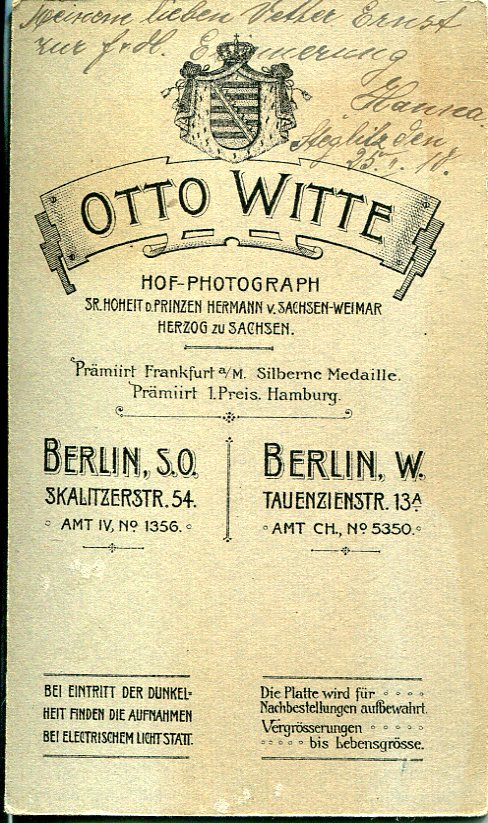 Meinem lieben Vetter Ernst
zur frdl. Erinnerung
Hanna.
Steglitz den
OTTO WITTE
HOF-PHOTOGRAPH
SR. HOHEIT D. PRINZEN HERMANN V. SACHSEN-WEIMAR
HERZOG ZU SACHSEN.
Prämiirt Frankfurt a/M. Silberne Medaille.
Prämiirt 1. Preis. Hamburg.
BERLIN, S.O.
SKALITZERSTR. 54.
AMT IV, No 1356.
BERLIN, W.
TAUENZIENSTR. 13A
AMT CH., No 5350.
BEI EINTRITT DER DUNKEL-
HEIT FINDEN DIE AUFNAHMEN
BEI ELECTRISCHEM LICHT STATT.
Die Platte wird für
Nachbestellungen aufbewahrt.
Vergrösserungen
bis Lebensgrösse.